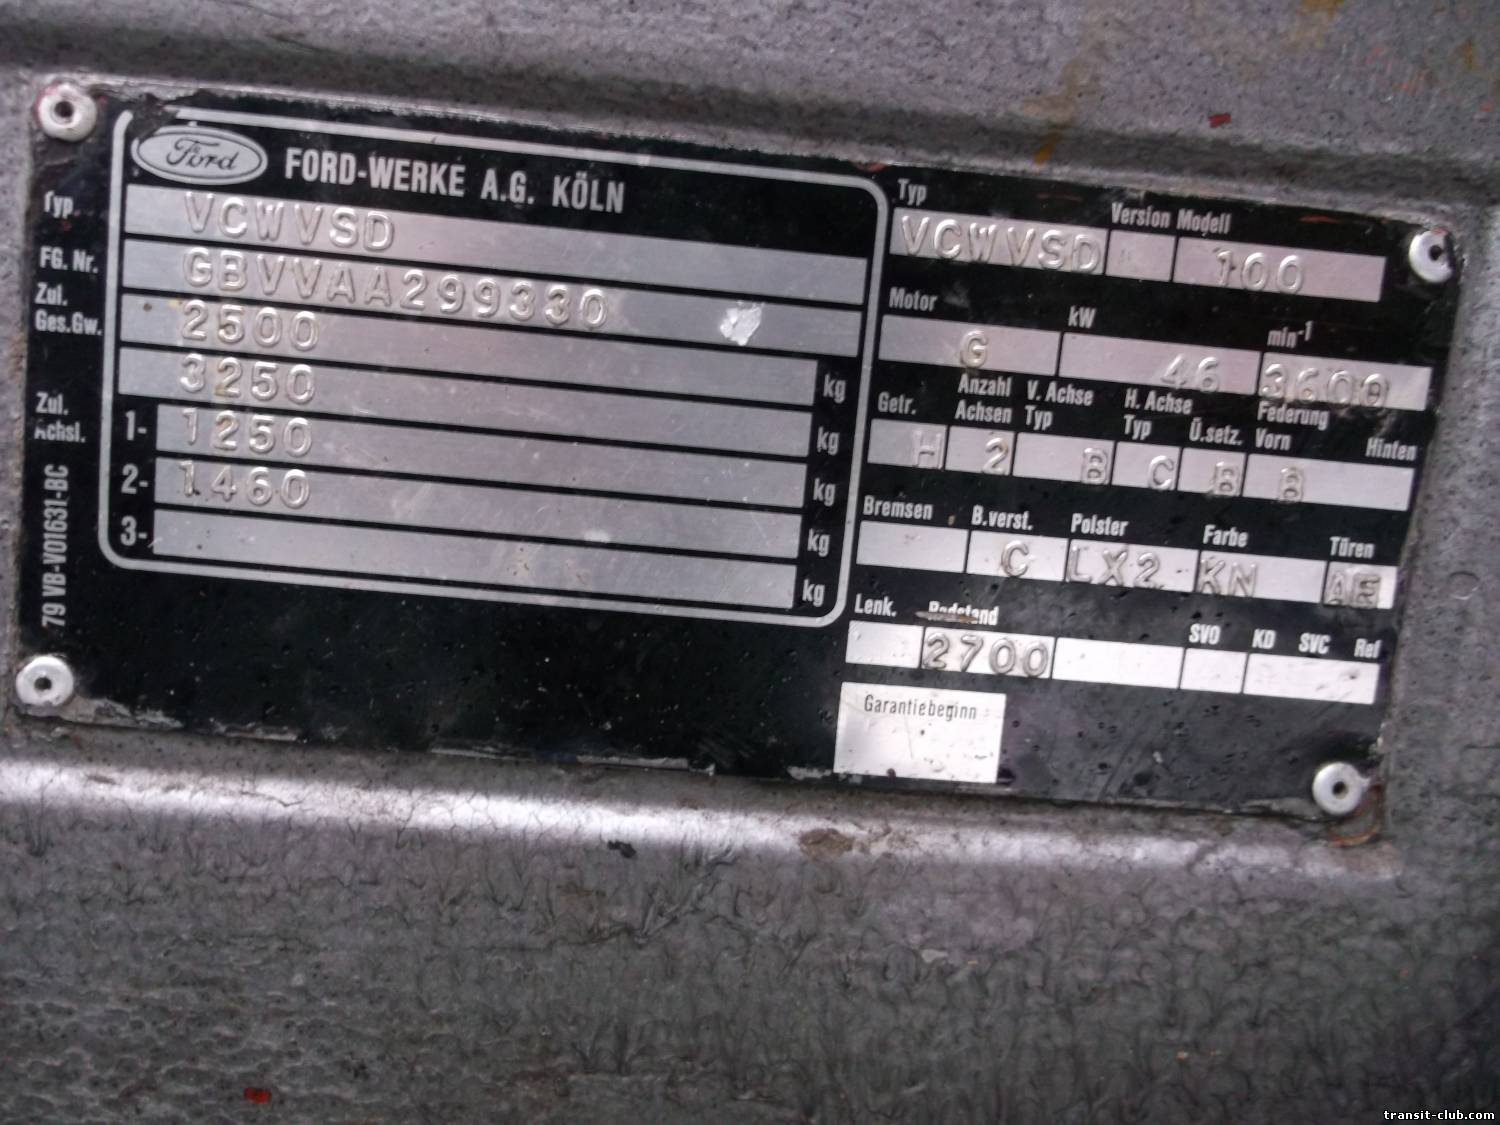 Ford FORD-WERKE A.G. KÖLN
Typ. VCWVSD
FG. Nr. GBVVAA299330
Zul. Ges.Gw. 2500 kg
3250 kg
Zul. Achsl. 1- 1250 kg
2- 1460 kg
3- kg
79 VB-V01631-BC
Typ Version Modell
VCWVSD 100
Motor kW min-1
G 46 3600
Getr. Anzahl Achsen V. Achse Typ H. Achse Typ Ü.setz. Federung Vorn Hinten
H 2 B C B B
Bremsen B.verst. Polster Farbe Türen
C LX2 KN AE
Lenk. Radstand SVO KD SVC Ref
2700
Garantiebeginn
transit-club.com